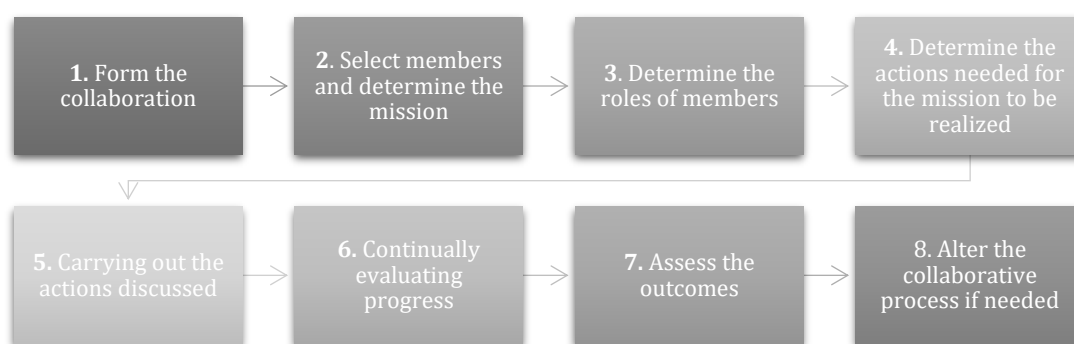 1. Form the
collaboration
2. Select members
and determine the
mission
3. Determine the
roles of members
4. Determine the
actions needed for
the mission to be
realized
5. Carrying out the
actions discussed
6. Continually
evaluating
progress
7. Assess the
outcomes
8. Alter the
collaborative
process if needed